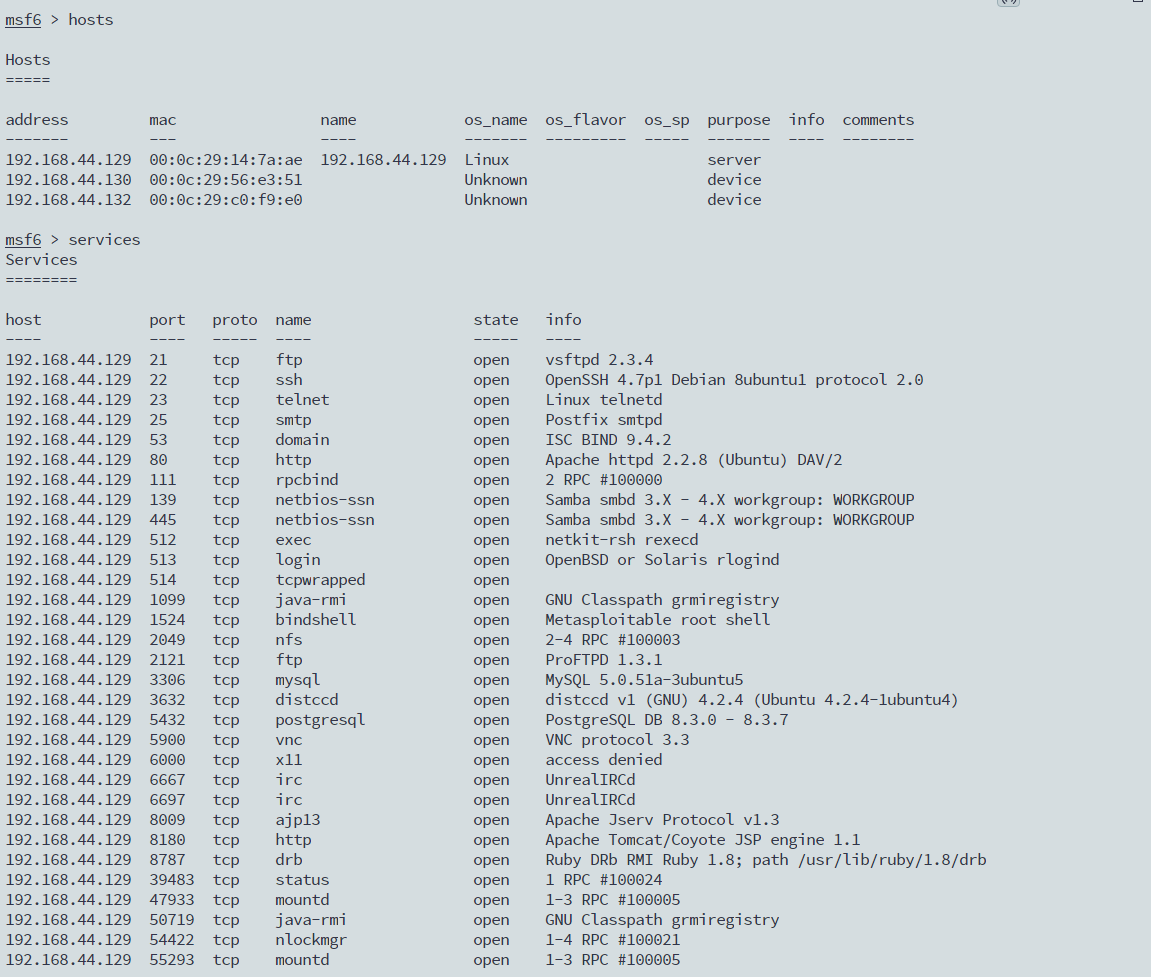 msf6 > hosts
Hosts
=====
address mac name os_name os_flavor os_sp purpose info comments
------- --- ---- ------- --------- ----- ------- ---- --------
192.168.44.129 00:0c:29:14:7a:ae 192.168.44.129 Linux server
192.168.44.130 00:0c:29:56:e3:51 Unknown device
192.168.44.132 00:0c:29:c0:f9:e0 Unknown device
msf6 > services
Services
========
host port proto name state info
---- ---- ----- ---- ----- ----
192.168.44.129 21 tcp ftp open vsftpd 2.3.4
192.168.44.129 22 tcp ssh open OpenSSH 4.7p1 Debian 8ubuntu1 protocol 2.0
192.168.44.129 23 tcp telnet open Linux telnetd
192.168.44.129 25 tcp smtp open Postfix smtpd
192.168.44.129 53 tcp domain open ISC BIND 9.4.2
192.168.44.129 80 tcp http open Apache httpd 2.2.8 (Ubuntu) DAV/2
192.168.44.129 111 tcp rpcbind open 2 RPC #100000
192.168.44.129 139 tcp netbios-ssn open Samba smbd 3.X - 4.X workgroup: WORKGROUP
192.168.44.129 445 tcp netbios-ssn open Samba smbd 3.X - 4.X workgroup: WORKGROUP
192.168.44.129 512 tcp exec open netkit-rsh rexecd
192.168.44.129 513 tcp login open OpenBSD or Solaris rlogind
192.168.44.129 514 tcp tcpwrapped open
192.168.44.129 1099 tcp java-rmi open GNU Classpath grmiregistry
192.168.44.129 1524 tcp bindshell open Metasploitable root shell
192.168.44.129 2049 tcp nfs open 2-4 RPC #100003
192.168.44.129 2121 tcp ftp open ProFTPD 1.3.1
192.168.44.129 3306 tcp mysql open MySQL 5.0.51a-3ubuntu5
192.168.44.129 3632 tcp distccd open distccd v1 (GNU) 4.2.4 (Ubuntu 4.2.4-1ubuntu4)
192.168.44.129 5432 tcp postgresql open PostgreSQL DB 8.3.0 - 8.3.7
192.168.44.129 5900 tcp vnc open VNC protocol 3.3
192.168.44.129 6000 tcp x11 open access denied
192.168.44.129 6667 tcp irc open UnrealIRCd
192.168.44.129 6697 tcp irc open UnrealIRCd
192.168.44.129 8009 tcp ajp13 open Apache Jserv Protocol v1.3
192.168.44.129 8180 tcp http open Apache Tomcat/Coyote JSP engine 1.1
192.168.44.129 8787 tcp drb open Ruby DRb RMI Ruby 1.8; path /usr/lib/ruby/1.8/drb
192.168.44.129 39483 tcp status open 1 RPC #100024
192.168.44.129 47933 tcp mountd open 1-3 RPC #100005
192.168.44.129 50719 tcp java-rmi open GNU Classpath grmiregistry
192.168.44.129 54422 tcp nlockmgr open 1-4 RPC #100021
192.168.44.129 55293 tcp mountd open 1-3 RPC #100005